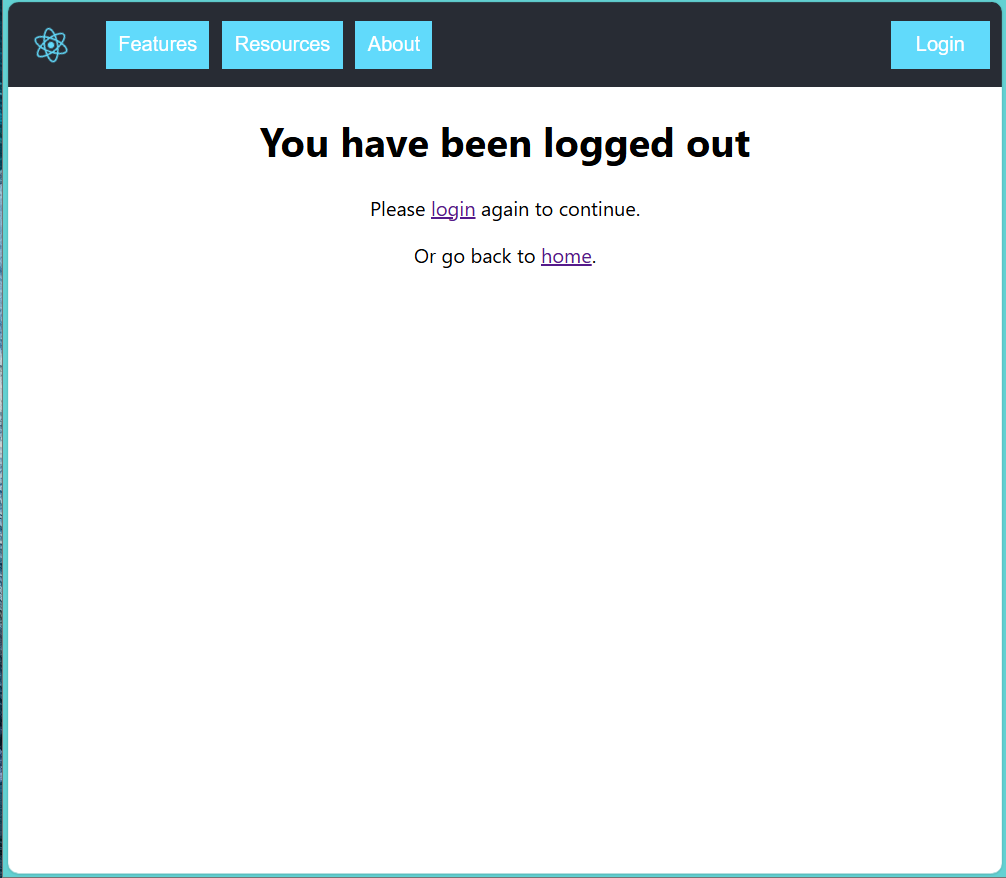 Features Resources About Login
You have been logged out
Please login again to continue.
Or go back to home.